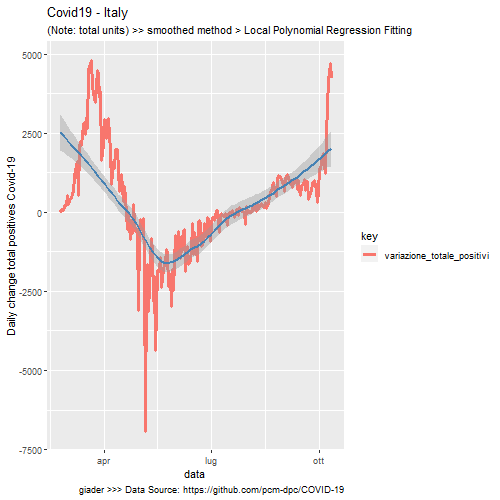 Covid19 - Italy
(Note: total units) >> smoothed method > Local Polynomial Regression Fitting
Daily change total positives Covid-19
5000
2500
0
-2500
-5000
-7500
apr
lug
ott
data
key
variazione_totale_positivi
giader >>> Data Source: https://github.com/pcm-dpc/COVID-19